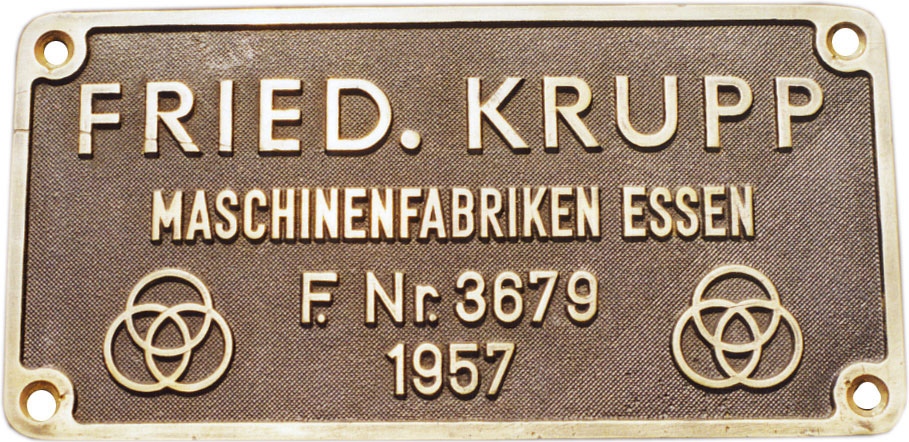 FRIED. KRUPP
MASCHINENFABRIKEN ESSEN
F. Nr. 3679
1957